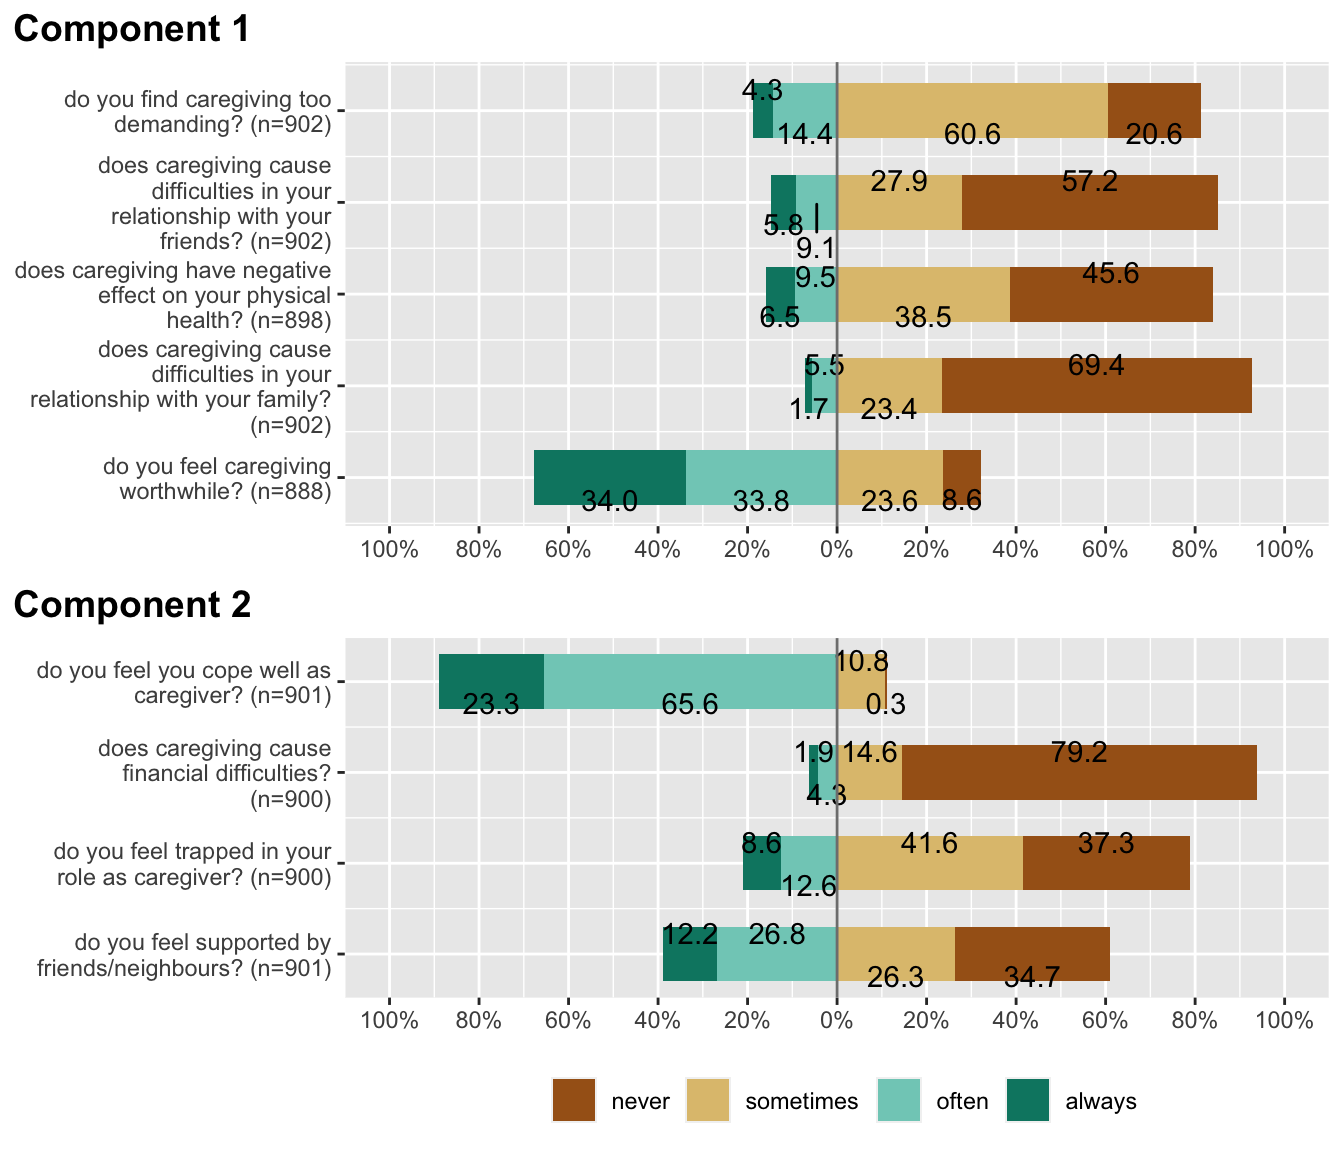 Component 1
do you find caregiving too
demanding? (n=902)
4.3
14.4
60.6
20.6
does caregiving cause
difficulties in your
relationship with your
friends? (n=902)
27.9
57.2
5.8
9.1
does caregiving have negative
effect on your physical
health? (n=898)
9.5
45.6
6.5
38.5
does caregiving cause
difficulties in your
relationship with your family?
(n=902)
5.5
69.4
1.7
23.4
do you feel caregiving
worthwhile? (n=888)
34.0
33.8
23.6
8.6
100% 80% 60% 40% 20% 0% 20% 40% 60% 80% 100%
Component 2
do you feel you cope well as
caregiver? (n=901)
10.8
23.3
65.6
0.3
does caregiving cause
financial difficulties?
(n=900)
1.9
14.6
79.2
4.3
do you feel trapped in your
role as caregiver? (n=900)
8.6
41.6
37.3
12.6
do you feel supported by
friends/neighbours? (n=901)
12.2
26.8
26.3
34.7
100% 80% 60% 40% 20% 0% 20% 40% 60% 80% 100%
never sometimes often always